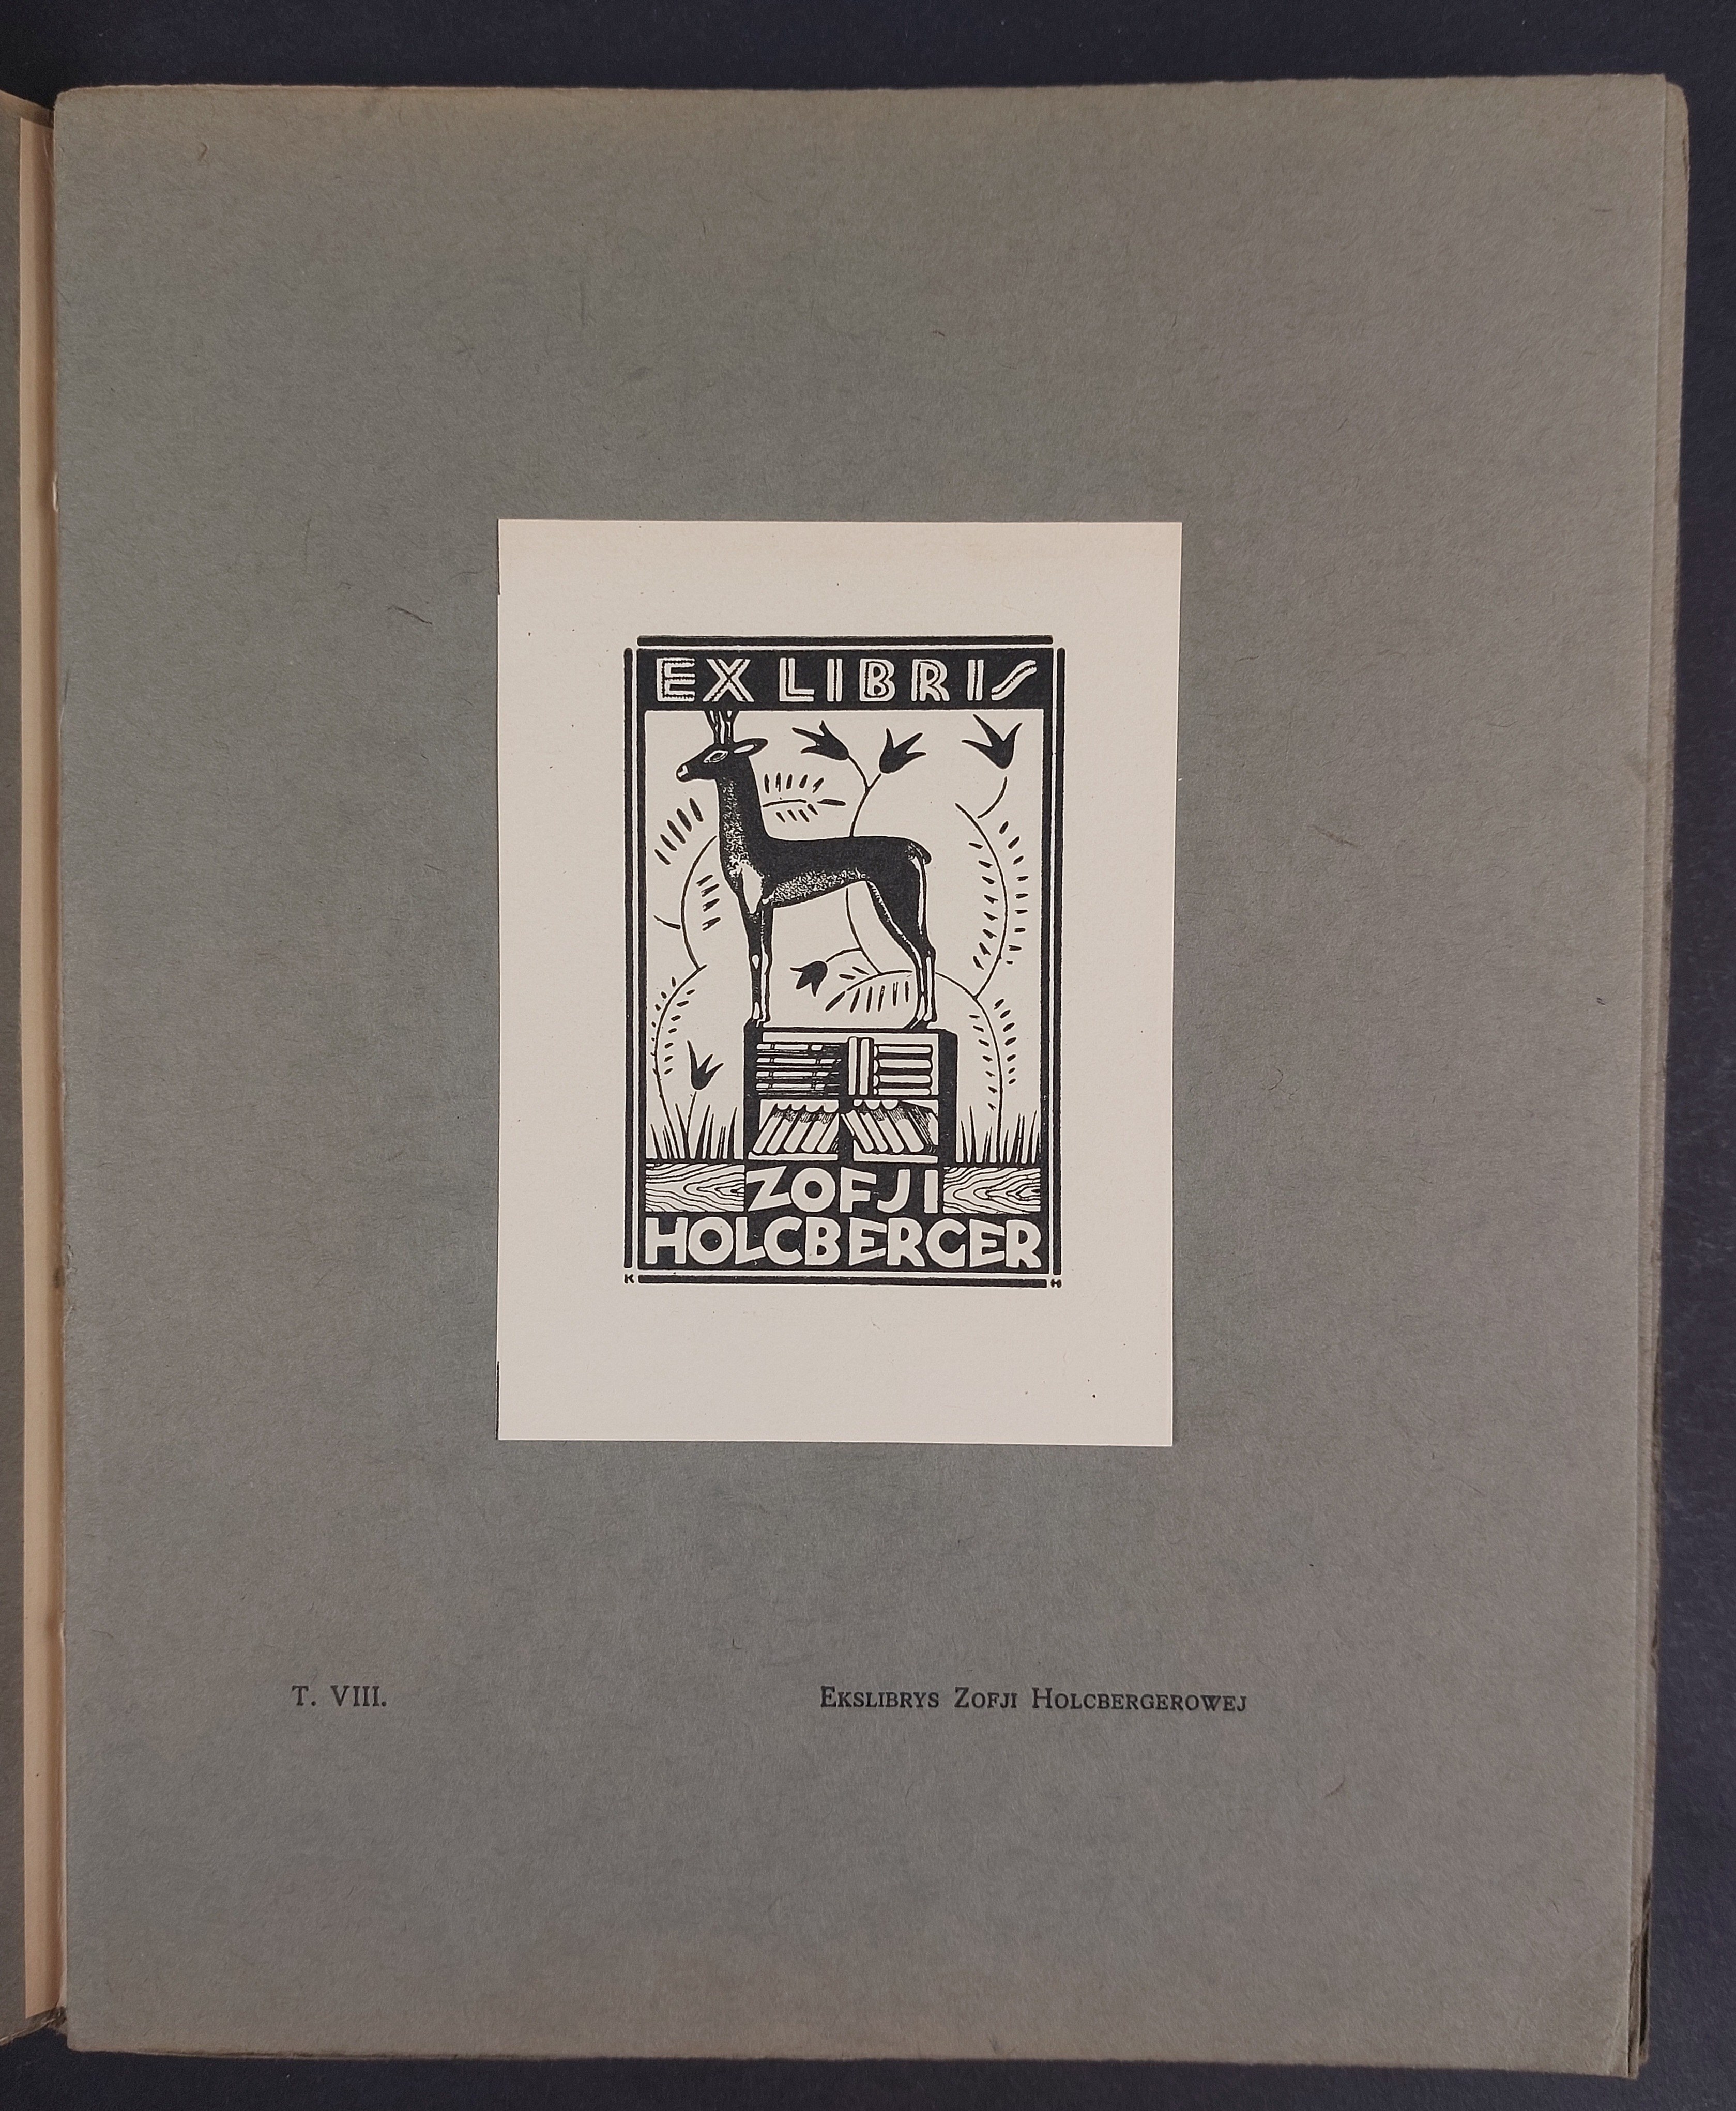 EX LIBRIS
ZOFJI
HOLCBERGER
K H
T. VIII. EKSLIBRYS ZOFJI HOLCBERGEROWEJ